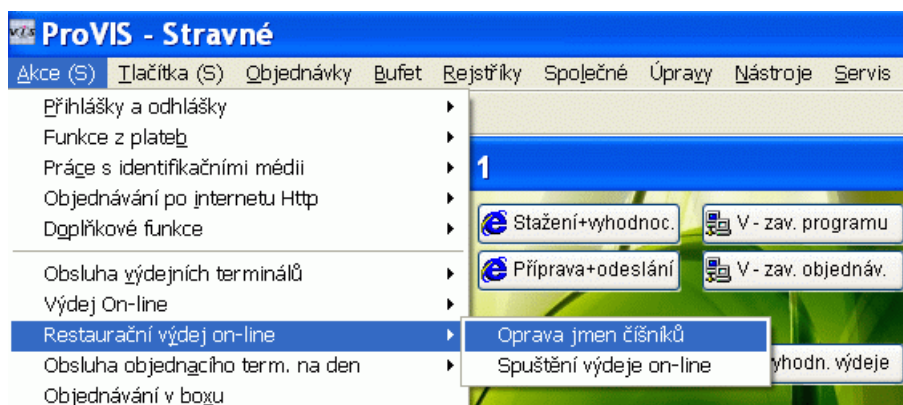 vis ProVIS - Stravné
Akce (S) Tlačítka (S) Objednávky Bufet Rejstříky Společné Úpravy Nástroje Servis
Přihlášky a odhlášky
Funkce z plateb
Práce s identifikačními médii
1
Objednávání po internetu Http
Stažení+vyhodnoc. V - zav. programu
Doplňkové funkce
Příprava+odeslání V - zav. objednáv.
Obsluha výdejních terminálů
Výdej On-line
Restaurační výdej on-line
Oprava jmen číšníků
Obsluha objednacího term. na den
Spuštění výdeje on-line
yhodn. výdeje
Objednávání v boxu